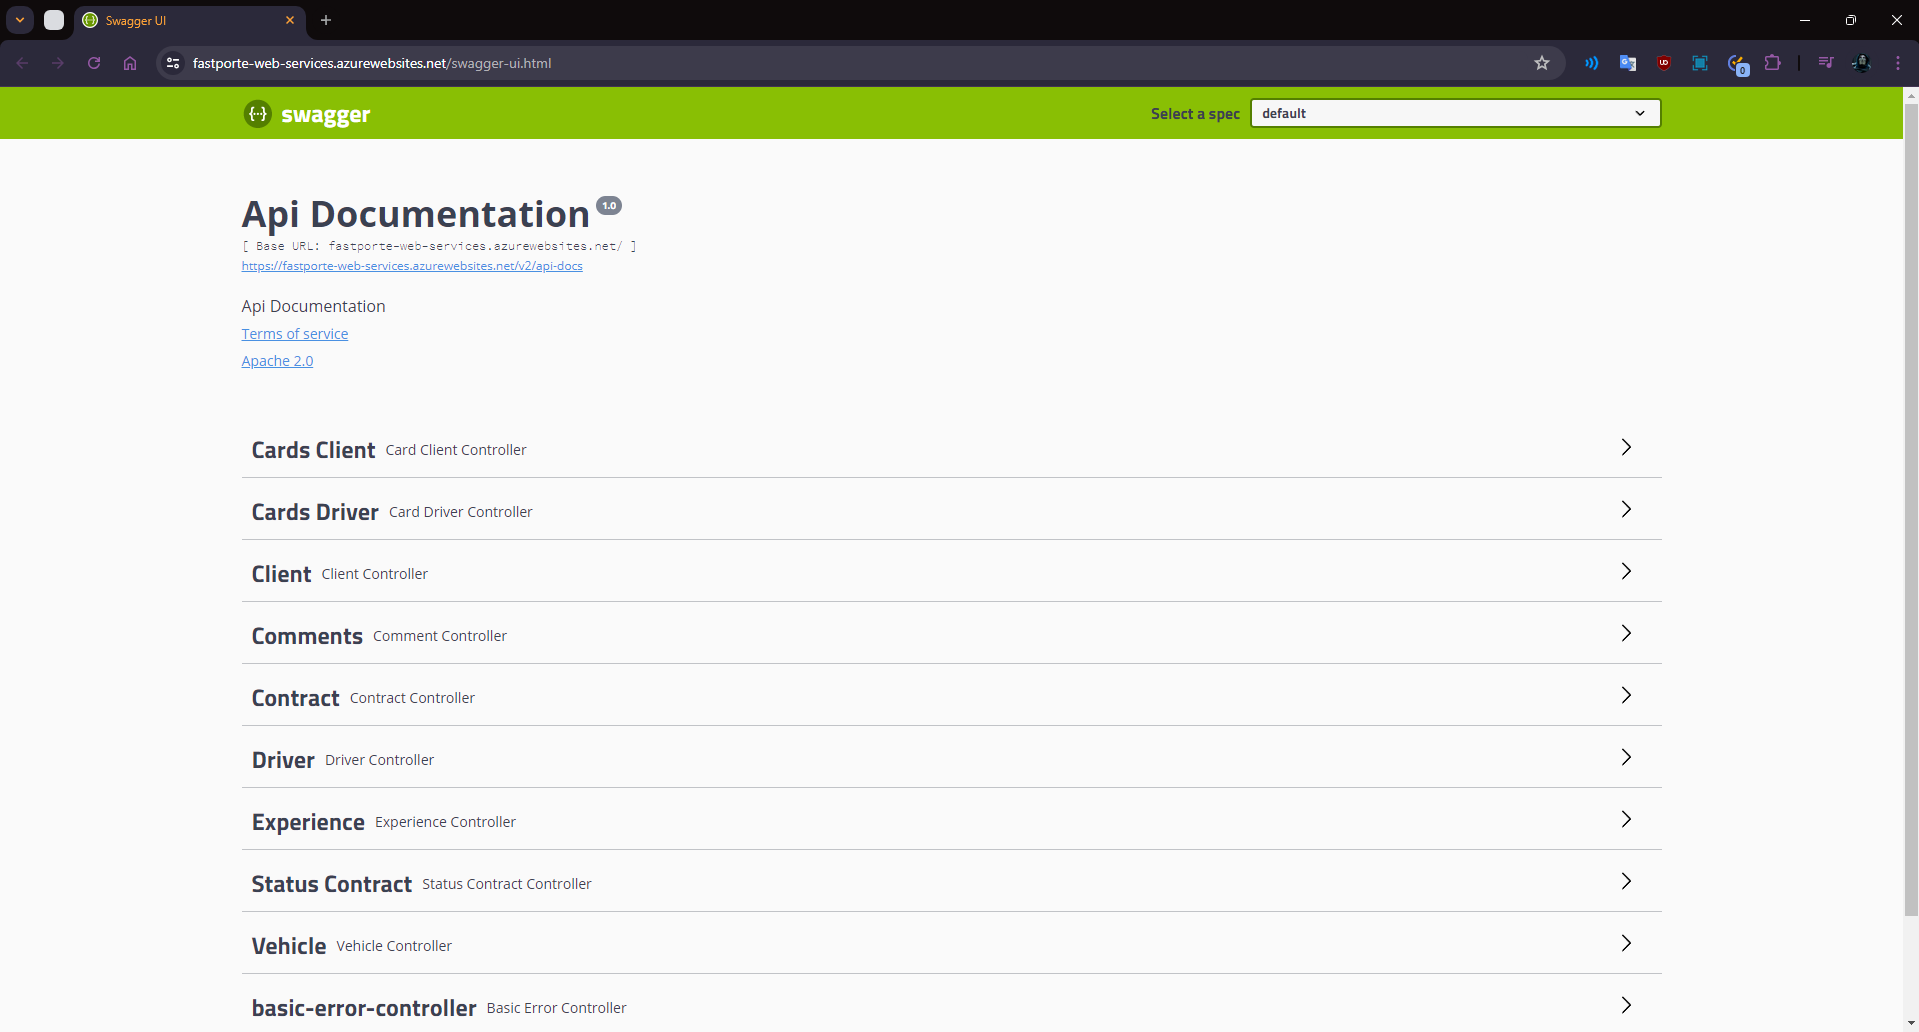 Swagger UI
fastporte-web-services.azurewebsites.net/swagger-ui.html
UD
0
{···} swagger
Select a spec
default
Api Documentation 1.0
[ Base URL: fastporte-web-services.azurewebsites.net/ ]
https://fastporte-web-services.azurewebsites.net/v2/api-docs
Api Documentation
Terms of service
Apache 2.0
Cards Client Card Client Controller
Cards Driver Card Driver Controller
Client Client Controller
Comments Comment Controller
Contract Contract Controller
Driver Driver Controller
Experience Experience Controller
Status Contract Status Contract Controller
Vehicle Vehicle Controller
basic-error-controller Basic Error Controller